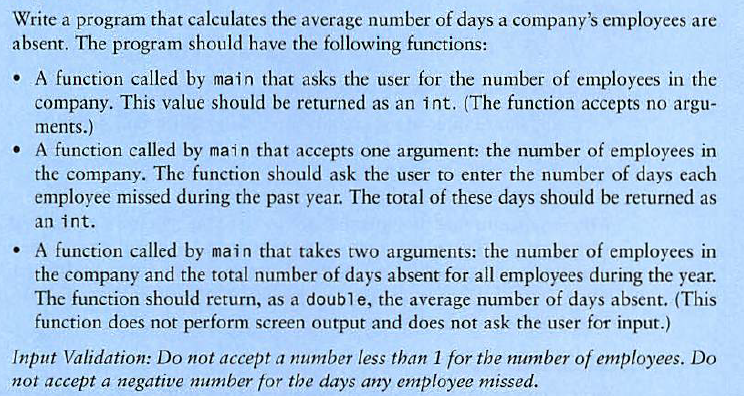 Write a program that calculates the average number of days a company's employees are
absent. The program should have the following functions:
• A function called by main that asks the user for the number of employees in the
company. This value should be returned as an int. (The function accepts no argu-
ments.)
• A function called by main that accepts one argument: the number of employees in
the company. The function should ask the user to enter the number of days each
employee missed during the past year. The total of these days should be returned as
an int.
• A function called by main that takes two arguments: the number of employees in
the company and the total number of days absent for all employees during the year.
The function should return, as a double, the average number of days absent. (This
function does not perform screen output and does not ask the user for input.)
Input Validation: Do not accept a number less than 1 for the number of employees. Do
not accept a negative number for the days any employee missed.